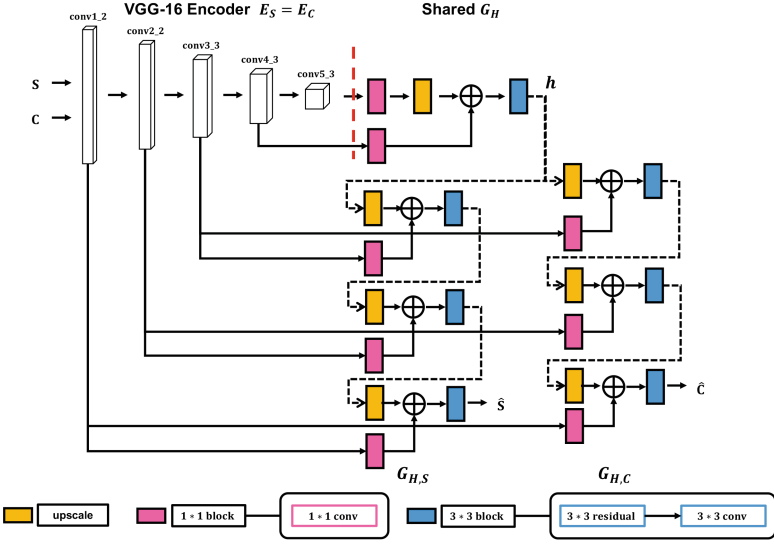 VGG-16 Encoder E_S = E_C
Shared G_H
conv1_2
conv2_2
conv3_3
conv4_3
conv5_3
S
C
h
Ŝ
Ĉ
G_{H,S}
G_{H,C}
upscale
1 * 1 block
1 * 1 conv
3 * 3 block
3 * 3 residual
3 * 3 conv